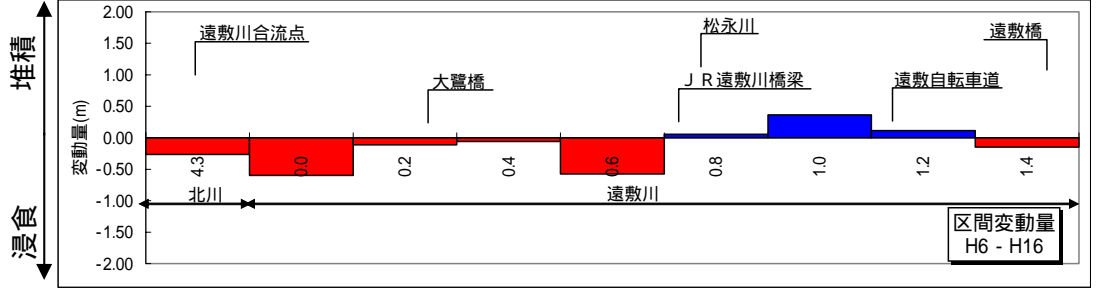 堆積
浸食
変動量(m)
2.00
1.50
1.00
0.50
0.00
-0.50
-1.00
-1.50
-2.00
遠敷川合流点
大鷺橋
松永川
ＪＲ遠敷川橋梁
遠敷自転車道
遠敷橋
4.3
0.0
0.2
0.4
0.6
0.8
1.0
1.2
1.4
北川
遠敷川
区間変動量
H6 - H16